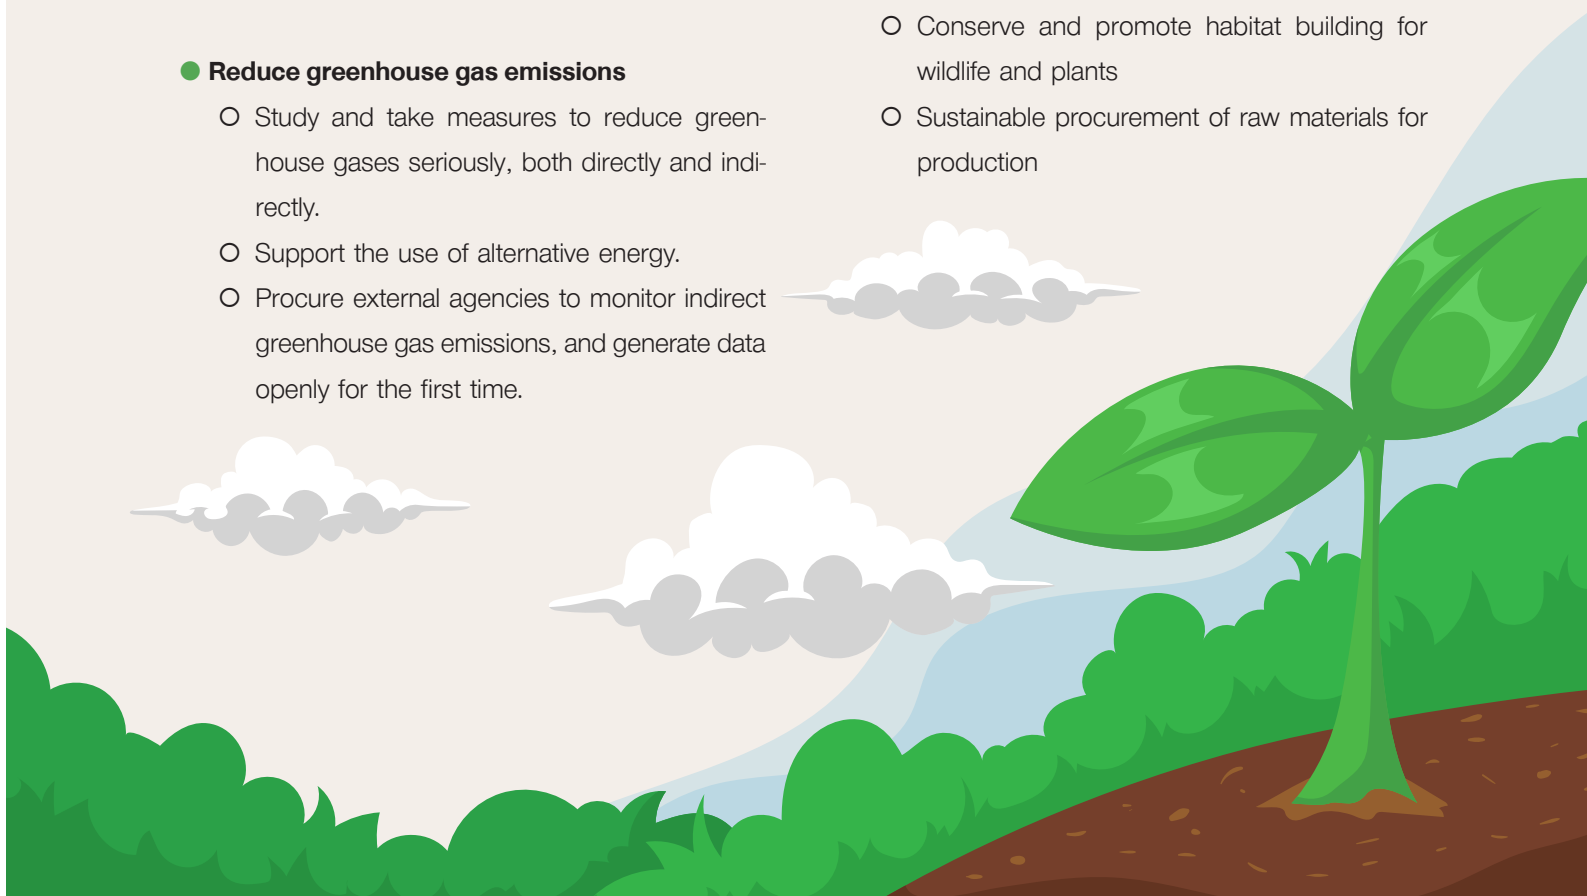 ● Reduce greenhouse gas emissions
○ Study and take measures to reduce green-
house gases seriously, both directly and indi-
rectly.
○ Support the use of alternative energy.
○ Procure external agencies to monitor indirect
greenhouse gas emissions, and generate data
openly for the first time.
○ Conserve and promote habitat building for
wildlife and plants
○ Sustainable procurement of raw materials for
production